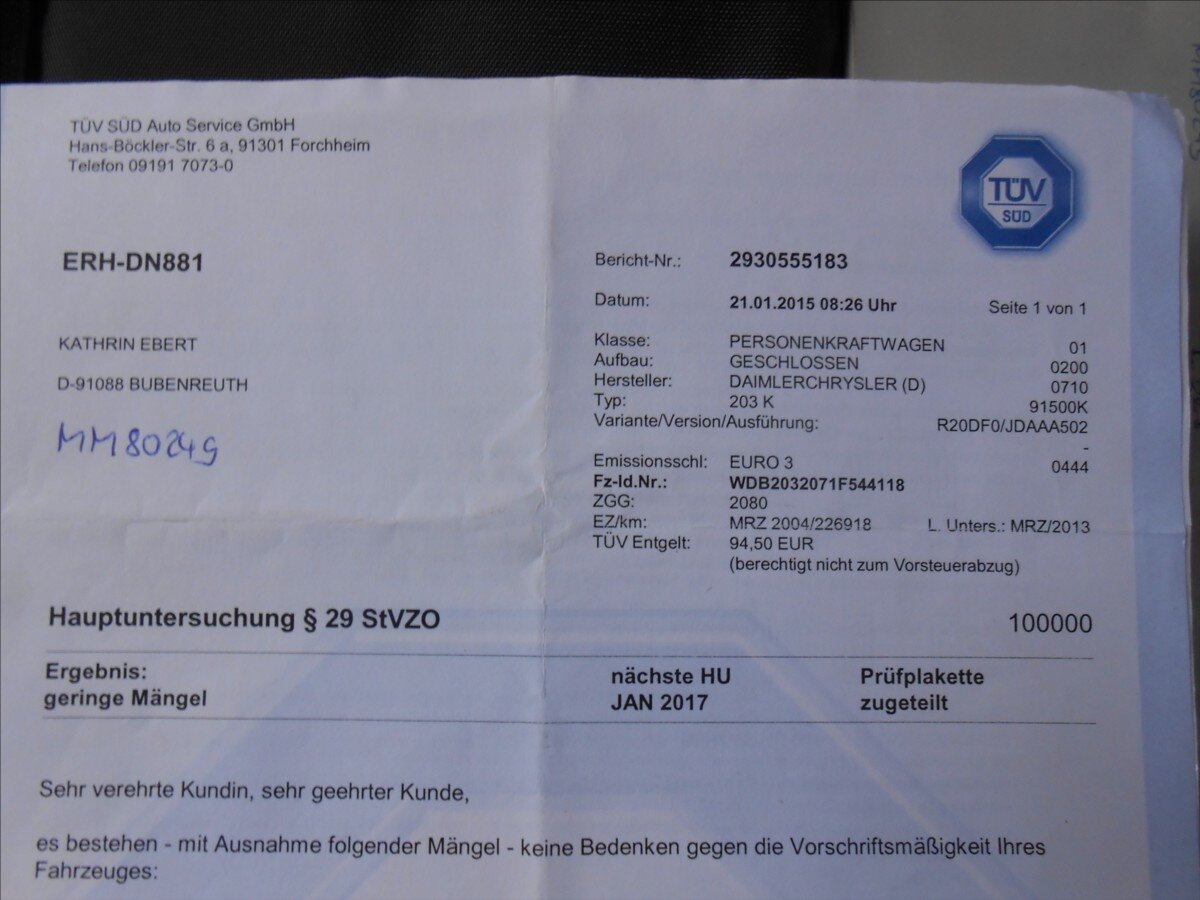 TÜV SÜD Auto Service GmbH
Hans-Böckler-Str. 6 a, 91301 Forchheim
Telefon 09191 7073-0
TÜV
SÜD
ERH-DN881
Bericht-Nr.: 2930555183
Datum: 21.01.2015 08:26 Uhr Seite 1 von 1
KATHRIN EBERT
D-91088 BUBENREUTH
MM80249
Klasse: PERSONENKRAFTWAGEN 01
Aufbau: GESCHLOSSEN 0200
Hersteller: DAIMLERCHRYSLER (D) 0710
Typ: 203 K 91500K
Variante/Version/Ausführung: R20DF0/JDAAA502
-
Emissionsschl: EURO 3 0444
Fz-Id.Nr.: WDB2032071F544118
ZGG: 2080
EZ/km: MRZ 2004/226918 L. Unters.: MRZ/2013
TÜV Entgelt: 94,50 EUR
(berechtigt nicht zum Vorsteuerabzug)
Hauptuntersuchung § 29 StVZO 100000
Ergebnis: nächste HU Prüfplakette
geringe Mängel JAN 2017 zugeteilt
Sehr verehrte Kundin, sehr geehrter Kunde,
es bestehen - mit Ausnahme folgender Mängel - keine Bedenken gegen die Vorschriftsmäßigkeit Ihres
Fahrzeuges: